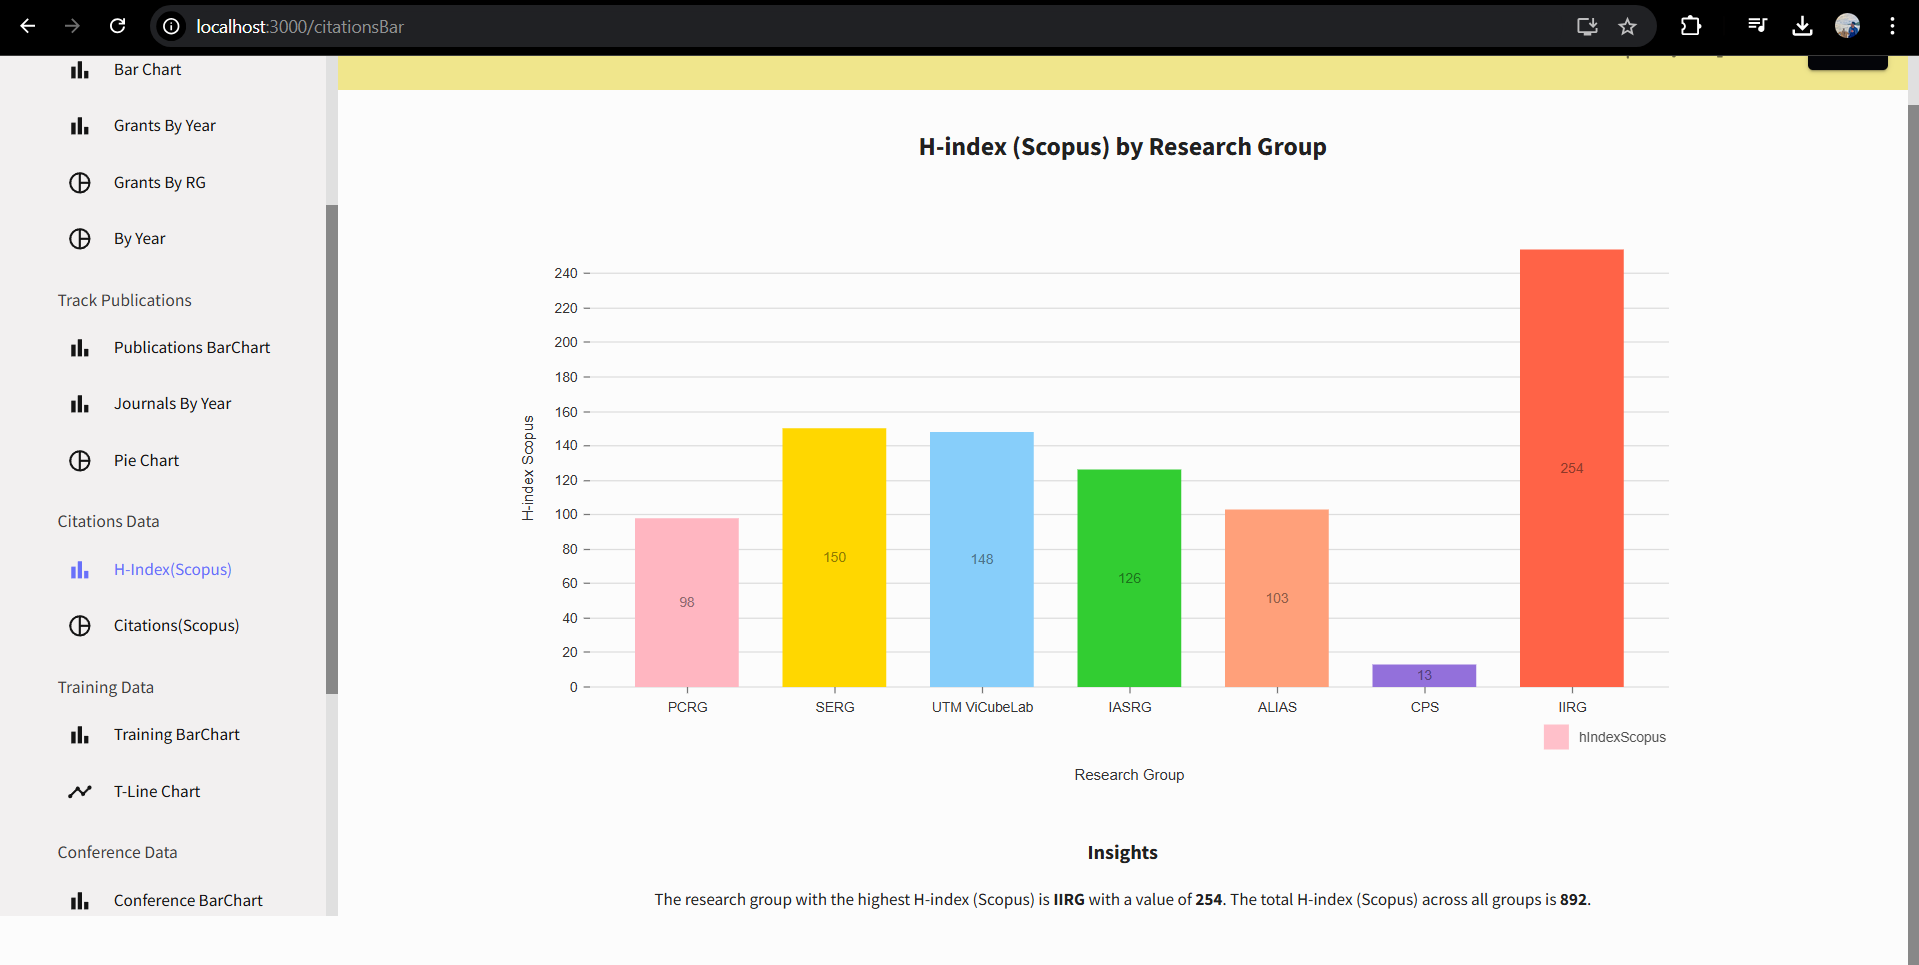 localhost:3000/citationsBar
Bar Chart
Grants By Year
Grants By RG
By Year
Track Publications
Publications BarChart
Journals By Year
Pie Chart
Citations Data
H-Index(Scopus)
Citations(Scopus)
Training Data
Training BarChart
T-Line Chart
Conference Data
Conference BarChart
H-index (Scopus) by Research Group
H-index Scopus
240
220
200
180
160
140
120
100
80
60
40
20
0
98
150
148
126
103
13
254
PCRG
SERG
UTM ViCubeLab
IASRG
ALIAS
CPS
IIRG
hIndexScopus
Research Group
Insights
The research group with the highest H-index (Scopus) is IIRG with a value of 254. The total H-index (Scopus) across all groups is 892.